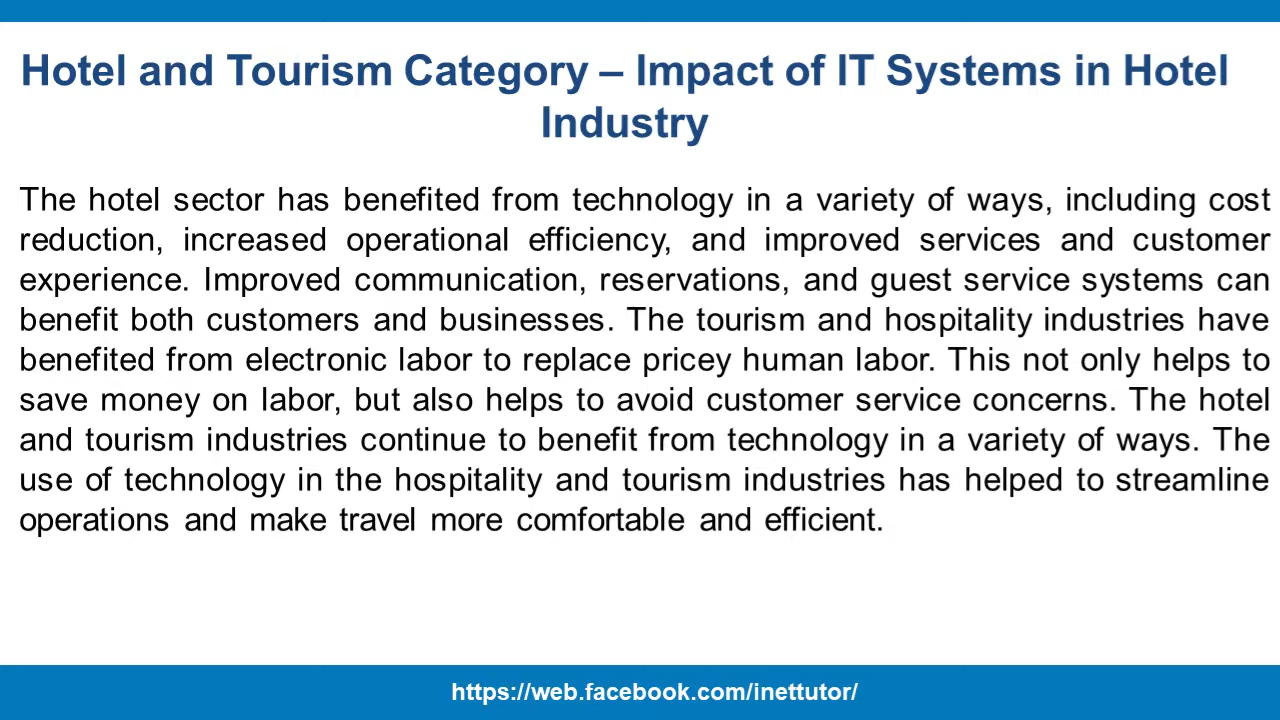 Hotel and Tourism Category – Impact of IT Systems in Hotel
Industry
The hotel sector has benefited from technology in a variety of ways, including cost
reduction, increased operational efficiency, and improved services and customer
experience. Improved communication, reservations, and guest service systems can
benefit both customers and businesses. The tourism and hospitality industries have
benefited from electronic labor to replace pricey human labor. This not only helps to
save money on labor, but also helps to avoid customer service concerns. The hotel
and tourism industries continue to benefit from technology in a variety of ways. The
use of technology in the hospitality and tourism industries has helped to streamline
operations and make travel more comfortable and efficient.
https://web.facebook.com/inettutor/